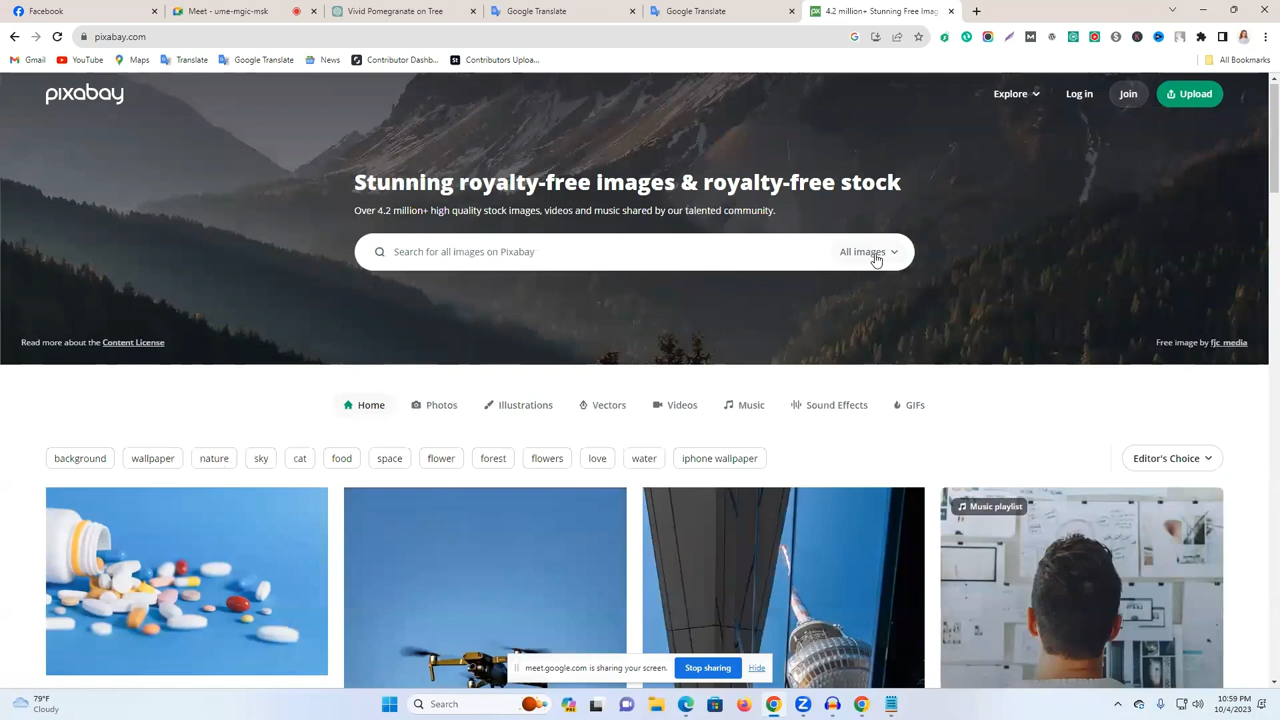 Facebook
Meet - ume-mgic-msk
Vivid Pomegranate on Tree
Google Translate
Google Translate
4.2 million+ Stunning Free Imag
pixabay.com
Gmail
YouTube
Maps
Translate
Google Translate
News
Contributor Dashb...
Contributors Uploa...
All Bookmarks
pixabay
Explore
Log in
Join
Upload
Stunning royalty-free images & royalty-free stock
Over 4.2 million+ high quality stock images, videos and music shared by our talented community.
Search for all images on Pixabay
All images
Read more about the Content License
Free image by fjc_media
Home
Photos
Illustrations
Vectors
Videos
Music
Sound Effects
GIFs
background
wallpaper
nature
sky
cat
food
space
flower
forest
flowers
love
water
iphone wallpaper
Editor's Choice
Music playlist
meet.google.com is sharing your screen.
Stop sharing
Hide
79°F
Cloudy
Search
10:59 PM
10/4/2023